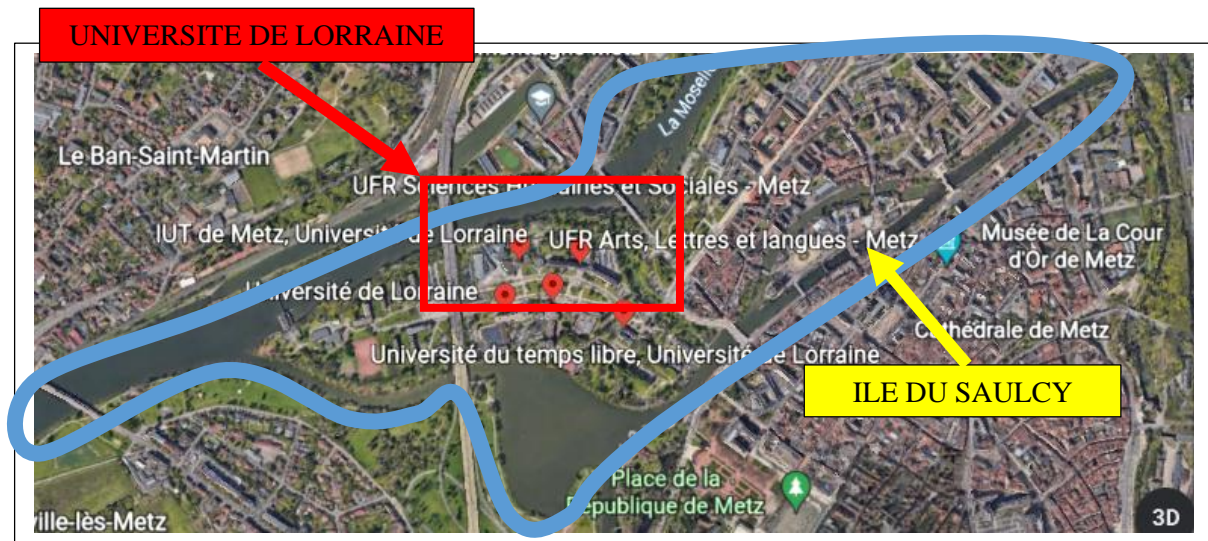 UNIVERSITE DE LORRAINE
La Moselle
Le Ban-Saint-Martin
UFR Sciences Humaines et Sociales - Metz
IUT de Metz, Université de Lorraine
UFR Arts, Lettres et langues - Metz
Musée de La Cour
d'Or de Metz
Université de Lorraine
Cathédrale de Metz
Université du temps libre, Université de Lorraine
ILE DU SAULCY
Place de la
République de Metz
ville-lès-Metz
3D